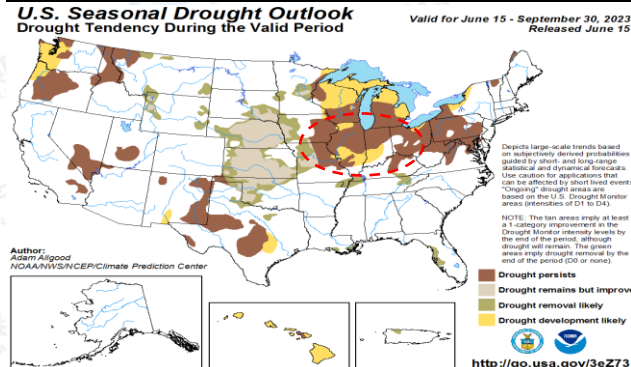 U.S. Seasonal Drought Outlook
Drought Tendency During the Valid Period
Valid for June 15 - September 30, 2023
Released June 15
Depicts large-scale trends based
on subjectively derived probabilities
guided by short- and long-range
statistical and dynamical forecasts.
Use caution for applications that
can be affected by short lived event
"Ongoing" drought areas are
based on the U.S. Drought Monitor
areas (intensities of D1 to D4).
NOTE: The tan areas imply at least
a 1-category improvement in the
Drought Monitor intensity levels by
the end of the period, although
drought will remain. The green
areas imply drought removal by the
end of the period (D0 or none).
Author:
Adam Allgood
NOAA/NWS/NCEP/Climate Prediction Center
Drought persists
Drought remains but improve
Drought removal likely
Drought development likely
http://go.usa.gov/3eZ73